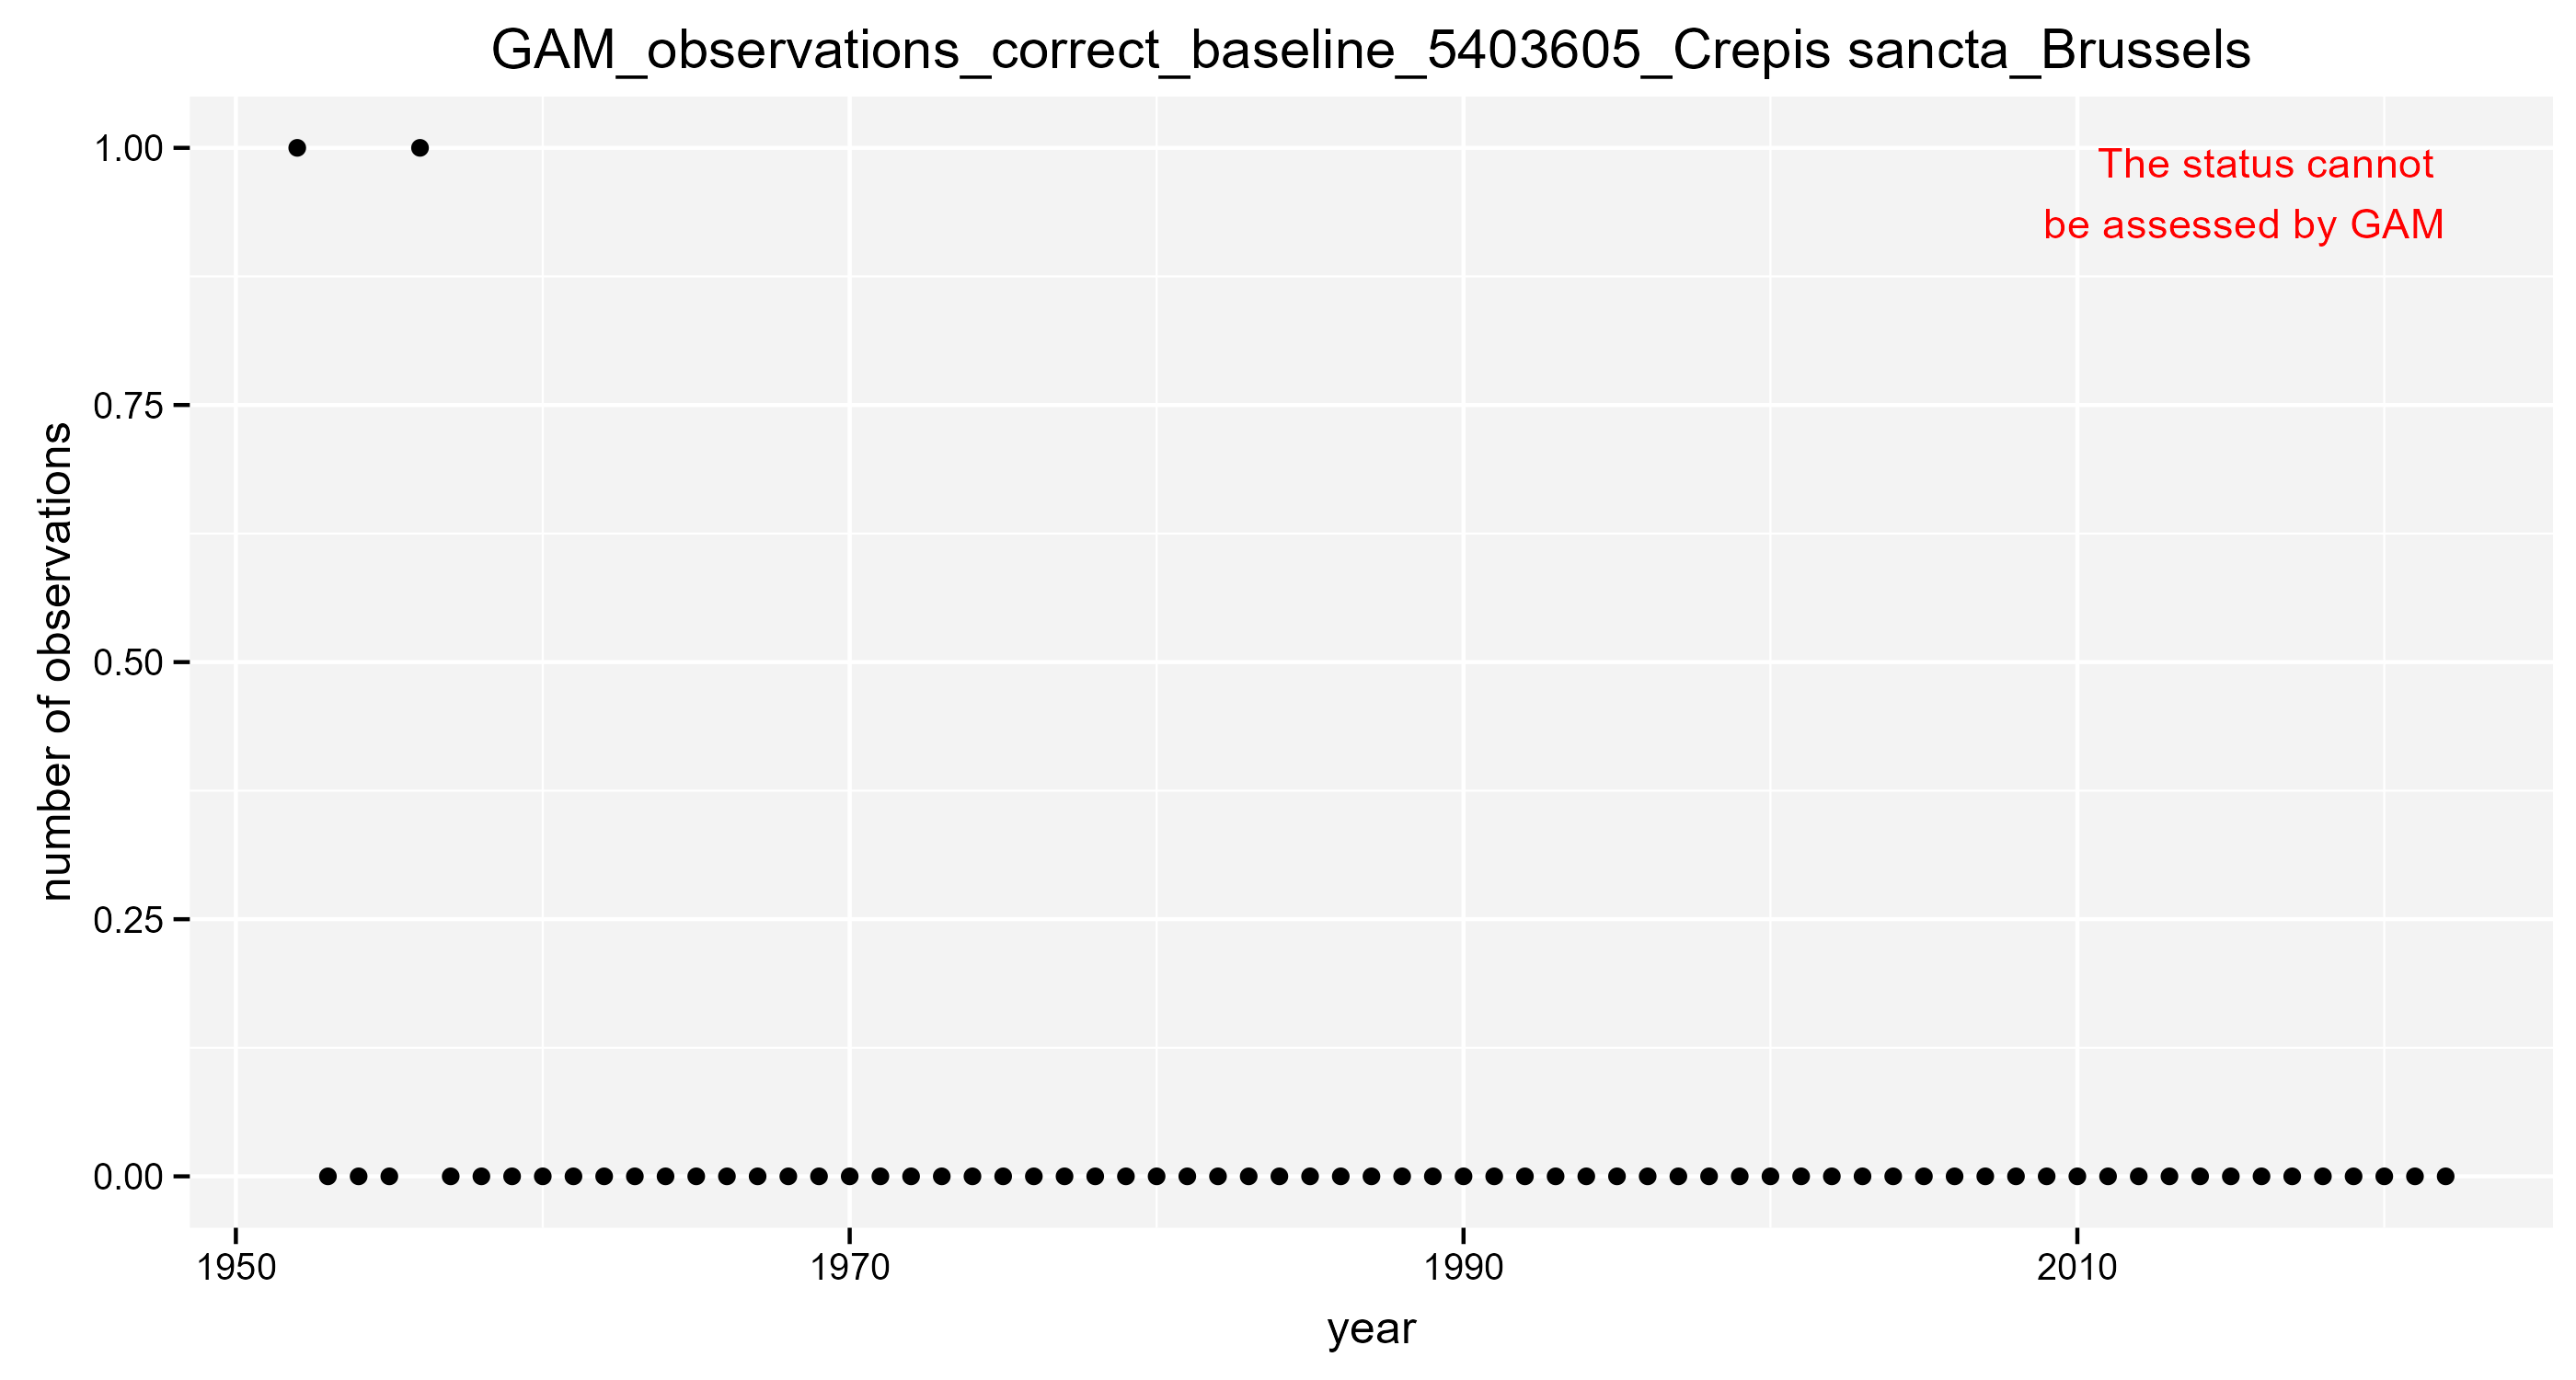 GAM_observations_correct_baseline_5403605_Crepis sancta_Brussels
The status cannot
be assessed by GAM
1.00
0.75
0.50
0.25
0.00
number of observations
1950 1970 1990 2010
year